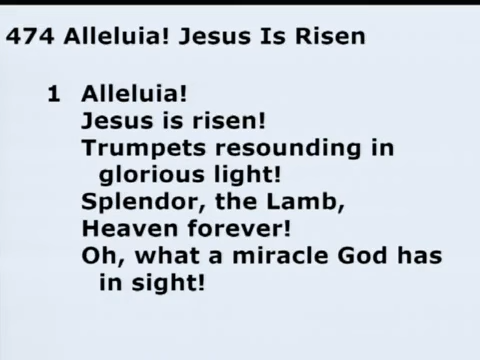 474 Alleluia! Jesus Is Risen
1 Alleluia!
Jesus is risen!
Trumpets resounding in
glorious light!
Splendor, the Lamb,
Heaven forever!
Oh, what a miracle God has
in sight!